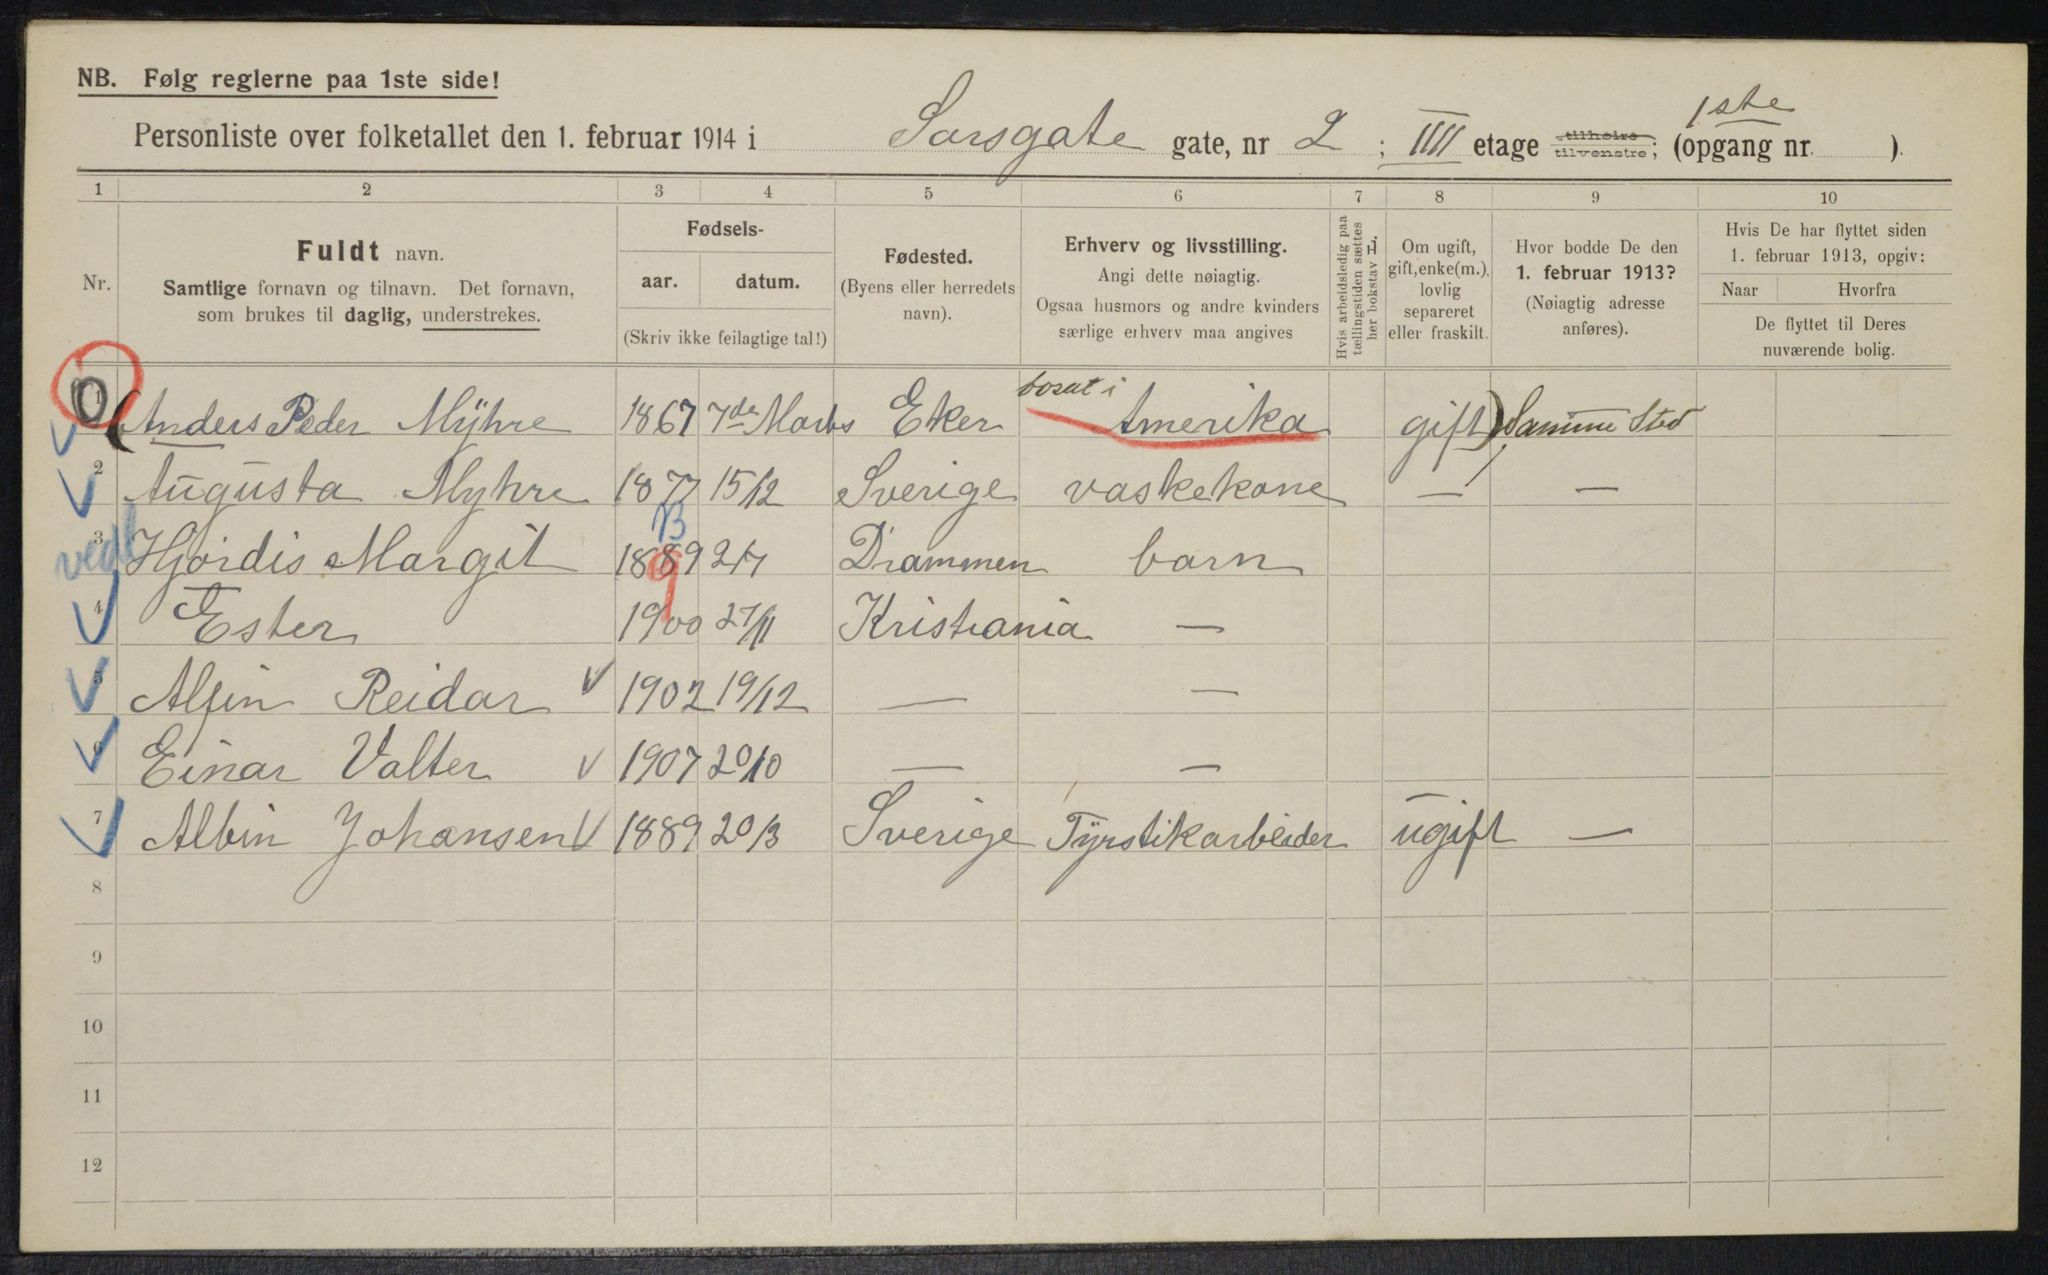 NB. Følg reglerne paa 1ste side!
Personliste over folketallet den 1. februar 1914 i Sarsgate gate, nr 2; IIII etage tilhøire tilvenstre; (opgang nr. 1ste ).
1 2 3 4 5 6 7 8 9 10
Nr.
Fuldt navn.
Samtlige fornavn og tilnavn. Det fornavn,
som brukes til daglig, understrekes.
Fødsels-
aar. datum.
(Skriv ikke feilagtige tal!)
Fødested.
(Byens eller herredets
navn).
Erhverv og livsstilling.
Angi dette nøiagtig.
Ogsaa husmors og andre kvinders
særlige erhverv maa angives
Hvis arbeidsledig paa
tællingstiden sættes
her bokstav L.
Om ugift,
gift, enke(m.),
lovlig
separeret
eller fraskilt.
Hvor bodde De den
1. februar 1913?
(Nøiagtig adresse
anføres).
Hvis De har flyttet siden
1. februar 1913, opgiv:
Naar Hvorfra
De flyttet til Deres
nuværende bolig.
1 0 (Anders Peder Mÿhre 1867 7de Marts Eker bosat i Amerika gift) Samme Sted
2 Augusta Myhre 1877 15/12 Sverige vaskekone — —
3 Hjördis Margit 1889 9 2/7 Drammen barn
4 Ester 1900 27/11 Kristiania —
5 Alfin Reidar 1902 19/12 — —
6 Einar Valter 1907 20/10 — —
7 Albin Johansen 1889 20/3 Sverige Fÿrstikarbeider ugift —
8
9
10
11
12